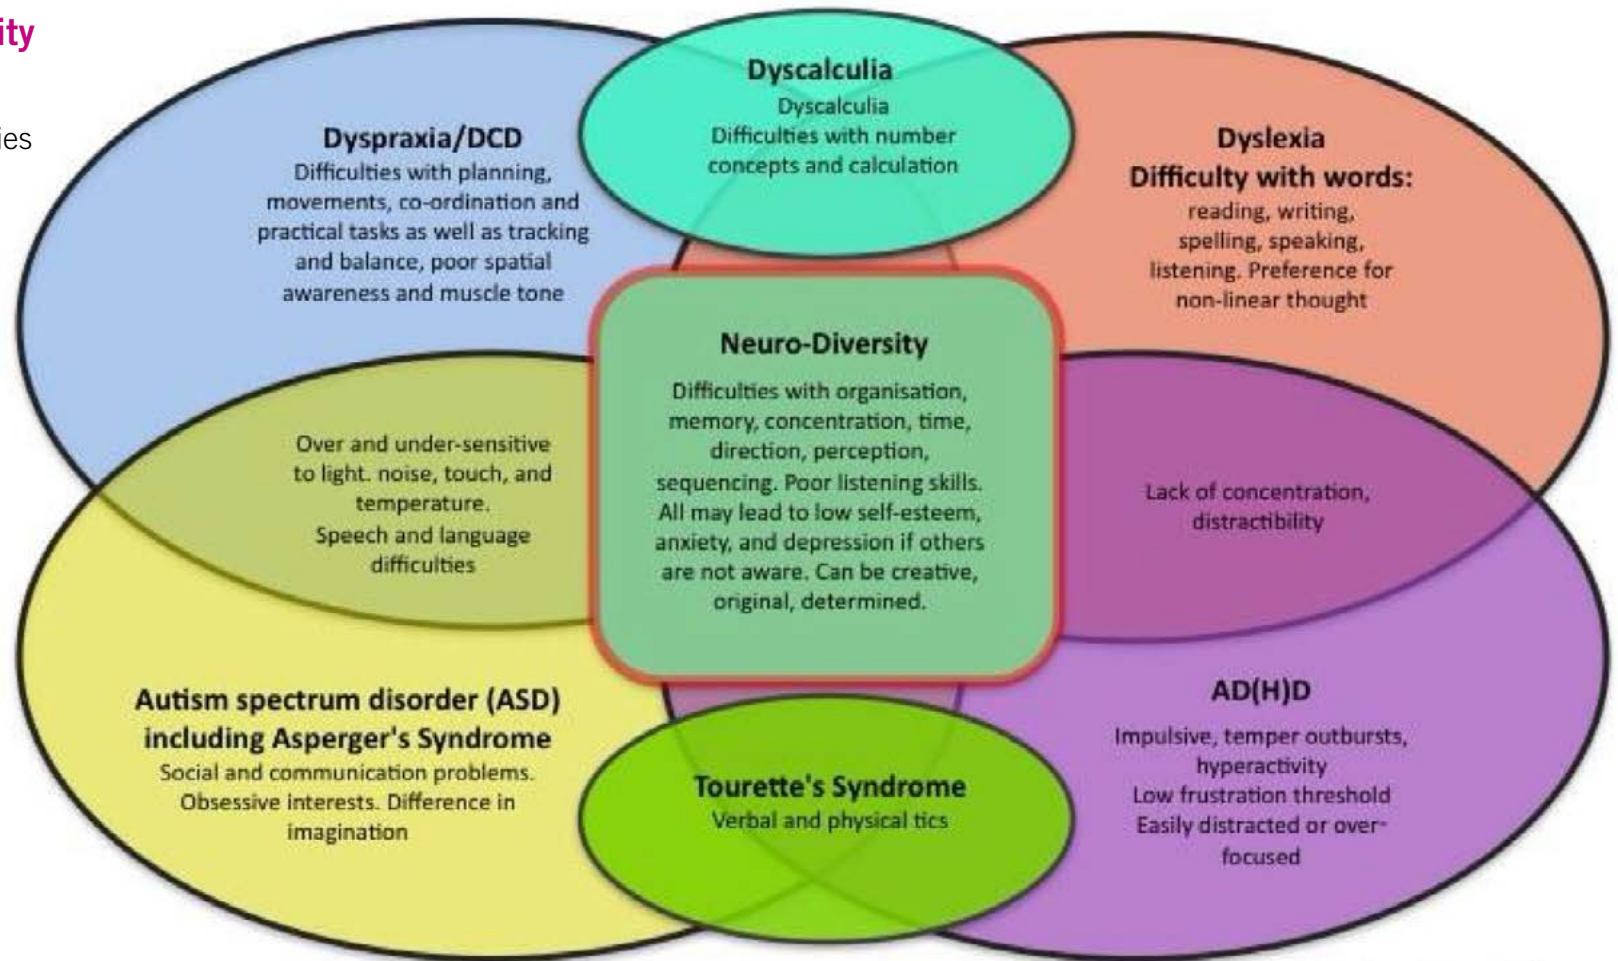 ity
ies
Dyscalculia
Dyscalculia
Difficulties with number
concepts and calculation
Dyspraxia/DCD
Difficulties with planning,
movements, co-ordination and
practical tasks as well as tracking
and balance, poor spatial
awareness and muscle tone
Dyslexia
Difficulty with words:
reading, writing,
spelling, speaking,
listening. Preference for
non-linear thought
Neuro-Diversity
Difficulties with organisation,
memory, concentration, time,
direction, perception,
sequencing. Poor listening skills.
All may lead to low self-esteem,
anxiety, and depression if others
are not aware. Can be creative,
original, determined.
Over and under-sensitive
to light. noise, touch, and
temperature.
Speech and language
difficulties
Lack of concentration,
distractibility
Autism spectrum disorder (ASD)
including Asperger's Syndrome
Social and communication problems.
Obsessive interests. Difference in
imagination
Tourette's Syndrome
Verbal and physical tics
AD(H)D
Impulsive, temper outbursts,
hyperactivity
Low frustration threshold
Easily distracted or over-
focused